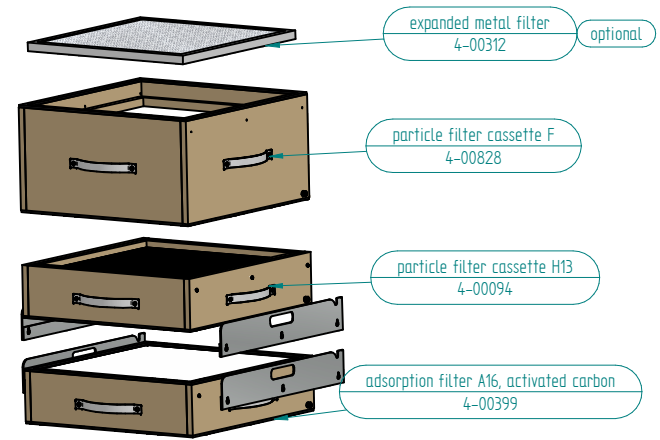 expanded metal filter
4-00312
optional
particle filter cassette F
4-00828
particle filter cassette H13
4-00094
adsorption filter A16, activated carbon
4-00399